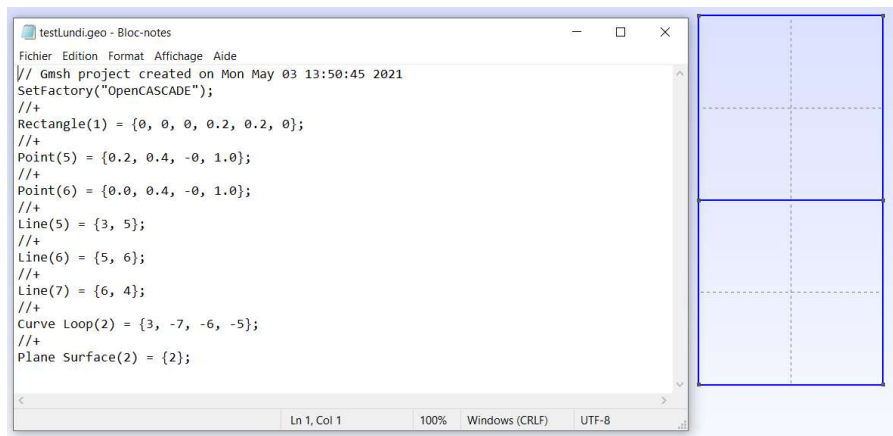 testLundi.geo - Bloc-notes
Fichier Edition Format Affichage Aide
// Gmsh project created on Mon May 03 13:50:45 2021
SetFactory("OpenCASCADE");
//+
Rectangle(1) = {0, 0, 0, 0.2, 0.2, 0};
//+
Point(5) = {0.2, 0.4, -0, 1.0};
//+
Point(6) = {0.0, 0.4, -0, 1.0};
//+
Line(5) = {3, 5};
//+
Line(6) = {5, 6};
//+
Line(7) = {6, 4};
//+
Curve Loop(2) = {3, -7, -6, -5};
//+
Plane Surface(2) = {2};
Ln 1, Col 1 100% Windows (CRLF) UTF-8